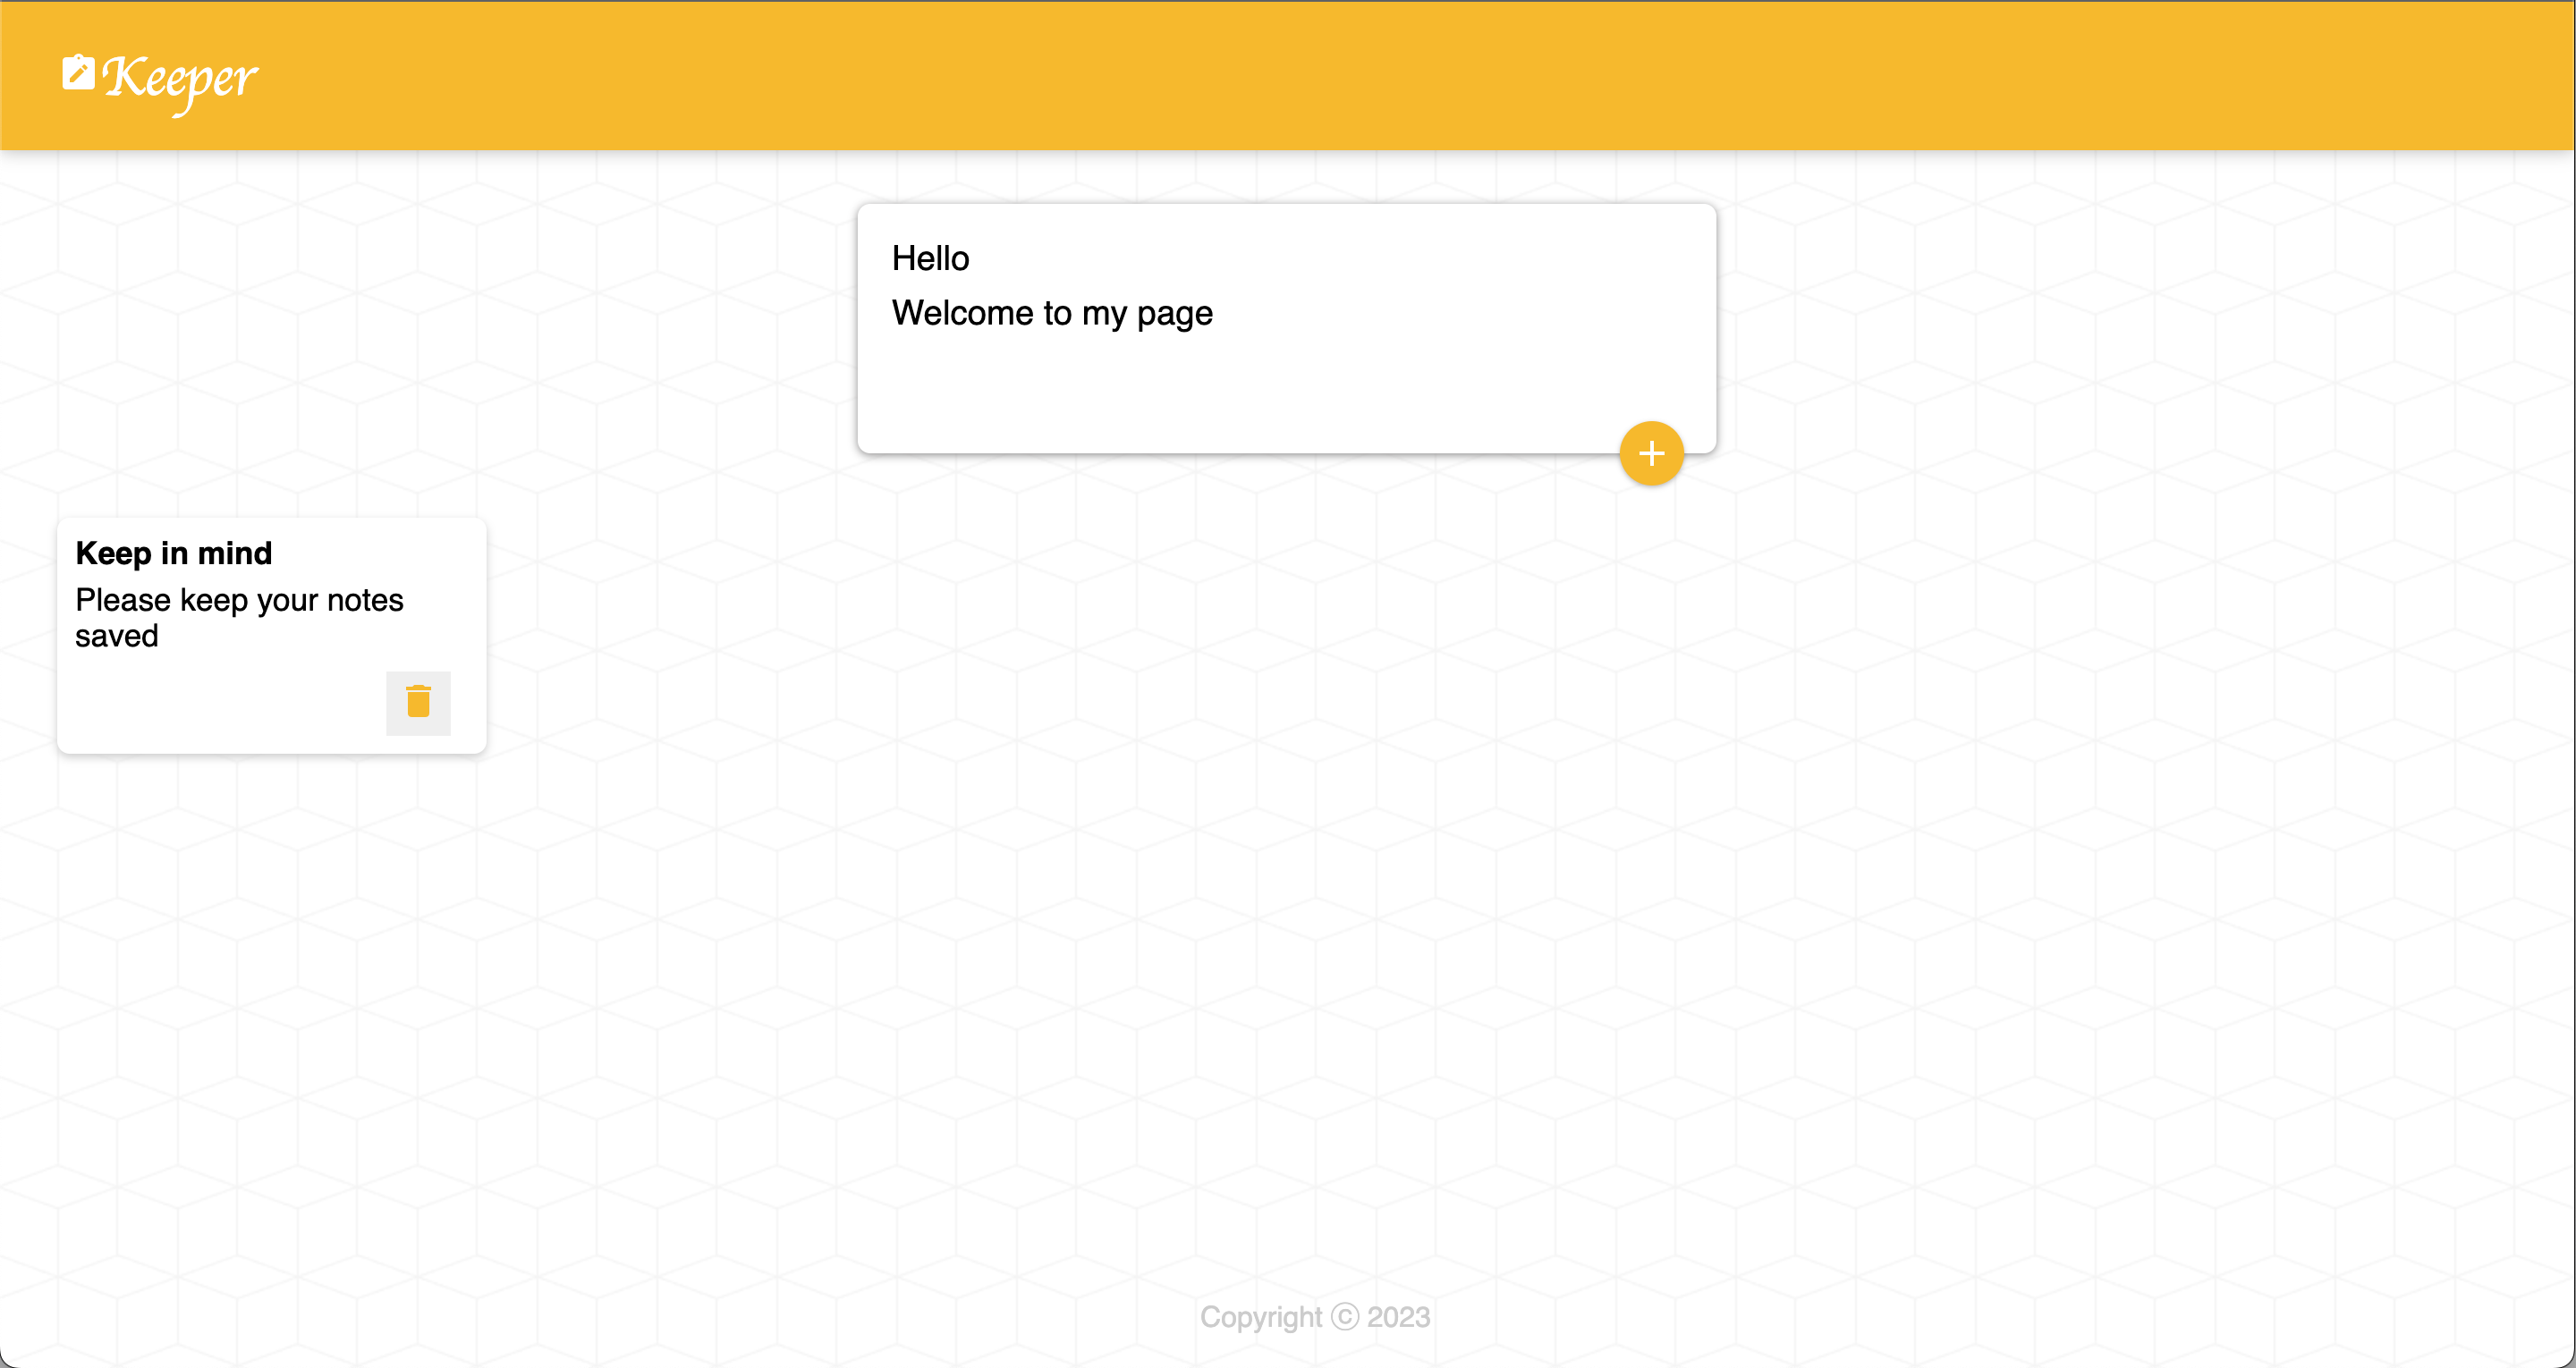 Keeper
Hello
Welcome to my page
Keep in mind
Please keep your notes
saved
Copyright ⓒ 2023